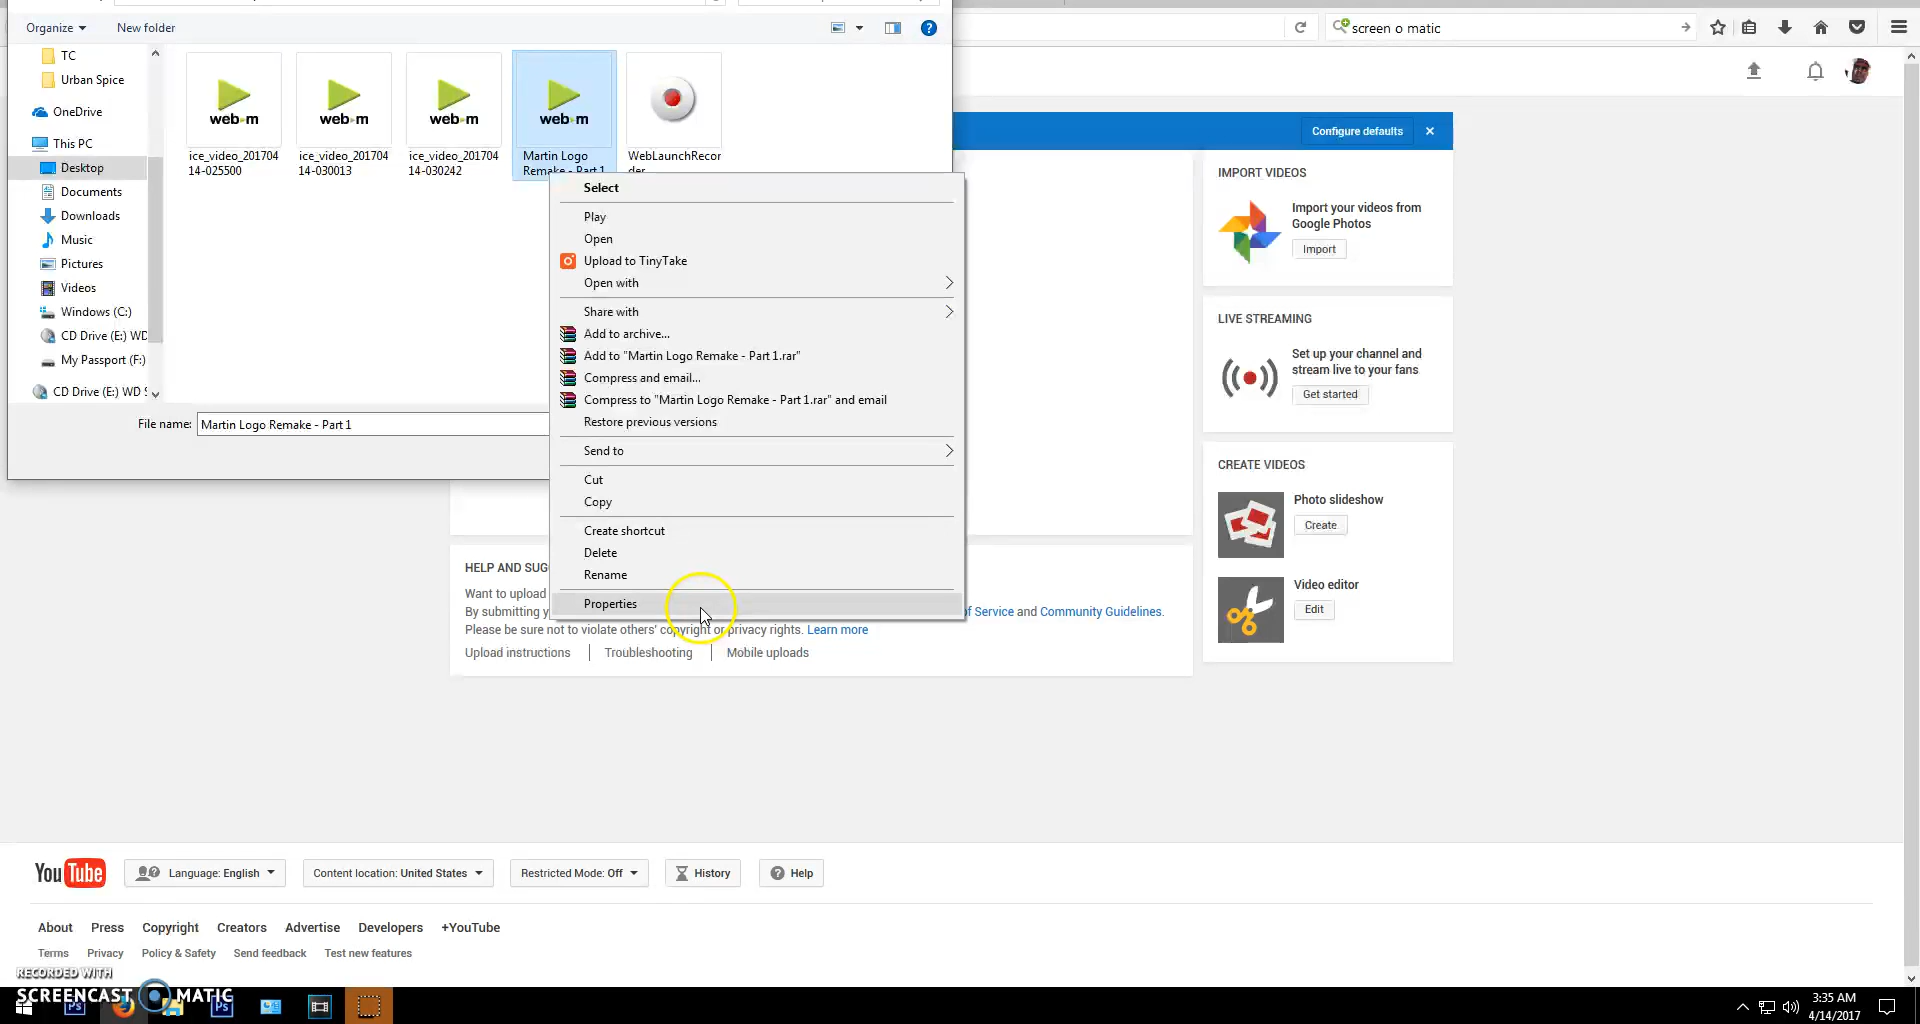 Organize
New folder
screen o matic
TC
Urban Spice
OneDrive
This PC
Desktop
Documents
Downloads
Music
Pictures
Videos
Windows (C:)
CD Drive (E:) WD
My Passport (F:)
CD Drive (E:) WD S
web m
ice_video_201704
14-025500
web m
ice_video_201704
14-030013
web m
ice_video_201704
14-030242
web m
Martin Logo
Remake - Part 1
WebLaunchRecor
der
File name:
Martin Logo Remake - Part 1
Select
Play
Open
Upload to TinyTake
Open with
Share with
Add to archive...
Add to "Martin Logo Remake - Part 1.rar"
Compress and email...
Compress to "Martin Logo Remake - Part 1.rar" and email
Restore previous versions
Send to
Cut
Copy
Create shortcut
Delete
Rename
Properties
Configure defaults
IMPORT VIDEOS
Import your videos from
Google Photos
Import
LIVE STREAMING
Set up your channel and
stream live to your fans
Get started
CREATE VIDEOS
Photo slideshow
Create
Video editor
Edit
HELP AND SUG
Want to upload
By submitting y
of Service and Community Guidelines.
Please be sure not to violate others' copyright or privacy rights. Learn more
Upload instructions
Troubleshooting
Mobile uploads
YouTube
Language: English
Content location: United States
Restricted Mode: Off
History
Help
About
Press
Copyright
Creators
Advertise
Developers
+YouTube
Terms
Privacy
Policy & Safety
Send feedback
Test new features
RECORDED WITH
SCREENCAST MATIC
Ps
Ps
3:35 AM
4/14/2017